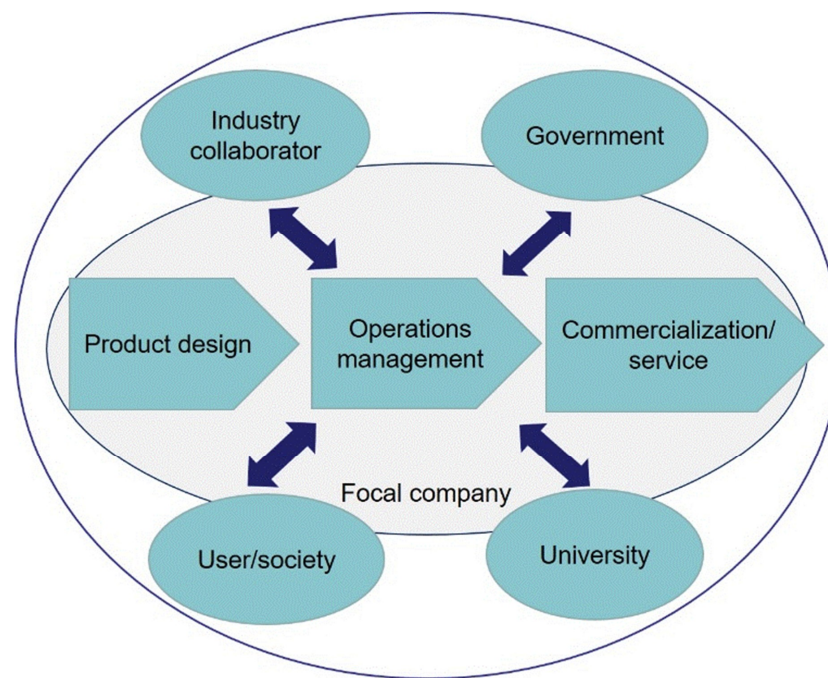 Industry
collaborator
Government
Product design
Operations
management
Commercialization/
service
Focal company
User/society
University